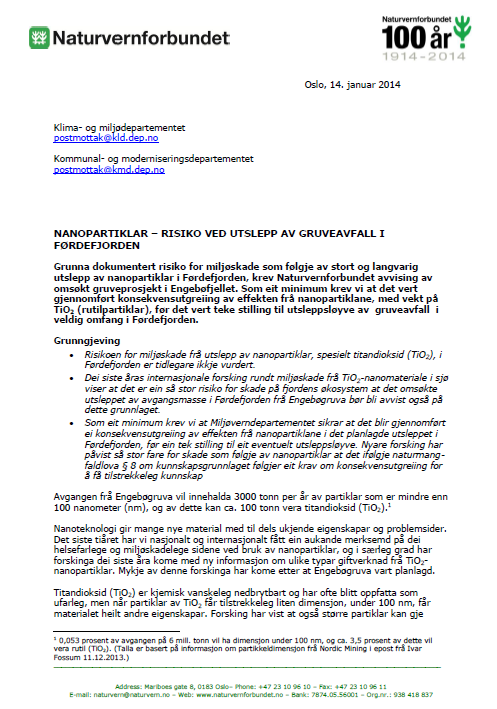 Naturvernforbundet
Naturvernforbundet
100 år
1914-2014
Oslo, 14. januar 2014
Klima- og miljødepartementet
postmottak@kld.dep.no
Kommunal- og moderniseringsdepartementet
postmottak@kmd.dep.no
NANOPARTIKLAR – RISIKO VED UTSLEPP AV GRUVEAVFALL I
FØRDEFJORDEN
Grunna dokumentert risiko for miljøskade som følgje av stort og langvarig
utslepp av nanopartiklar i Førdefjorden, krev Naturvernforbundet avvising av
omsøkt gruveprosjekt i Engebøfjellet. Som eit minimum krev vi at det vert
gjennomført konsekvensutgreiing av effekten frå nanopartiklane, med vekt på
TiO2 (rutilpartiklar), før det vert teke stilling til utsleppsløyve av gruveavfall i
veldig omfang i Førdefjorden.
Grunngjeving
• Risikoen for miljøskade frå utslepp av nanopartiklar, spesielt titandioksid (TiO2), i
Førdefjorden er tidlegare ikkje vurdert.
• Dei siste åras internasjonale forsking rundt miljøskade frå TiO2-nanomateriale i sjø
viser at det er ein så stor risiko for skade på fjordens økosystem at det omsøkte
utsleppet av avgangsmasse i Førdefjorden frå Engebøgruva bør bli avvist også på
dette grunnlaget.
• Som eit minimum krev vi at Miljøverndepartementet sikrar at det blir gjennomført
ei konsekvensutgreiing av effekten frå nanopartiklane i det planlagde utsleppet i
Førdefjorden, før ein tek stilling til eit eventuelt utsleppsløyve. Nyare forsking har
påvist så stor fare for skade som følgje av nanopartiklar at det ifølgje naturmang-
faldlova § 8 om kunnskapsgrunnlaget følgjer eit krav om konsekvensutgreiing for
å få tilstrekkeleg kunnskap
Avgangen frå Engebøgruva vil innehalda 3000 tonn per år av partiklar som er mindre enn
100 nanometer (nm), og av dette kan ca. 100 tonn vera titandioksid (TiO2).1
Nanoteknologi gir mange nye material med til dels ukjende eigenskapar og problemsider.
Det siste tiåret har vi nasjonalt og internasjonalt fått ein aukande merksemd på dei
helsefarlege og miljøskadelege sidene ved bruk av nanopartiklar, og i særleg grad har
forskinga dei siste åra kome med ny informasjon om ulike typar giftverknad frå TiO2-
nanopartiklar. Mykje av denne forskinga har kome etter at Engebøgruva vart planlagd.
Titandioksid (TiO2) er kjemisk vanskeleg nedbrytbart og har ofte blitt oppfatta som
ufarleg, men når partiklar av TiO2 får tilstrekkeleg liten dimensjon, under 100 nm, får
materialet heilt andre eigenskapar. Forsking har vist at også større partiklar kan gje
1 0,053 prosent av avgangen på 6 mill. tonn vil ha dimensjon under 100 nm, og ca. 3,5 prosent av dette vil
vera rutil (TiO2). (Talla er basert på informasjon om partikkeldimensjon frå Nordic Mining i epost frå Ivar
Fossum 11.12.2013.)
Address: Mariboes gate 8, 0183 Oslo– Phone: +47 23 10 96 10 – Fax: +47 23 10 96 11
E-mail: naturvern@naturvern.no – Web: www.naturvernforbundet.no – Bank: 7874.05.56001 – Org.nr.: 938 418 837